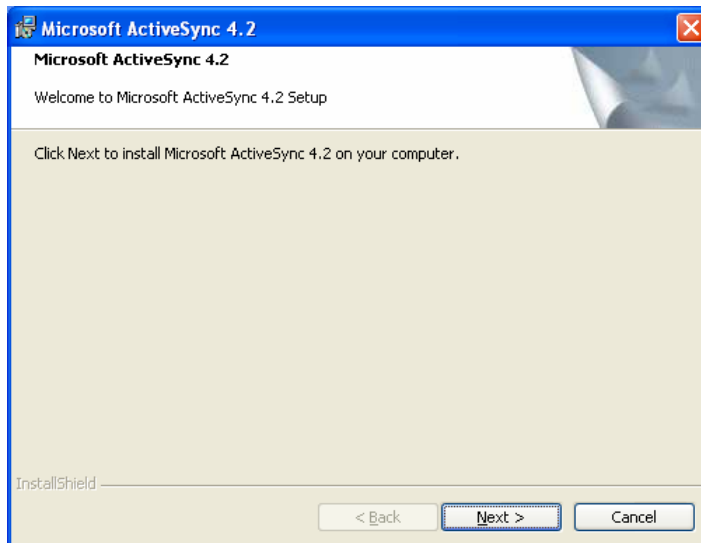 Microsoft ActiveSync 4.2
Microsoft ActiveSync 4.2
Welcome to Microsoft ActiveSync 4.2 Setup
Click Next to install Microsoft ActiveSync 4.2 on your computer.
InstallShield
< Back Next > Cancel